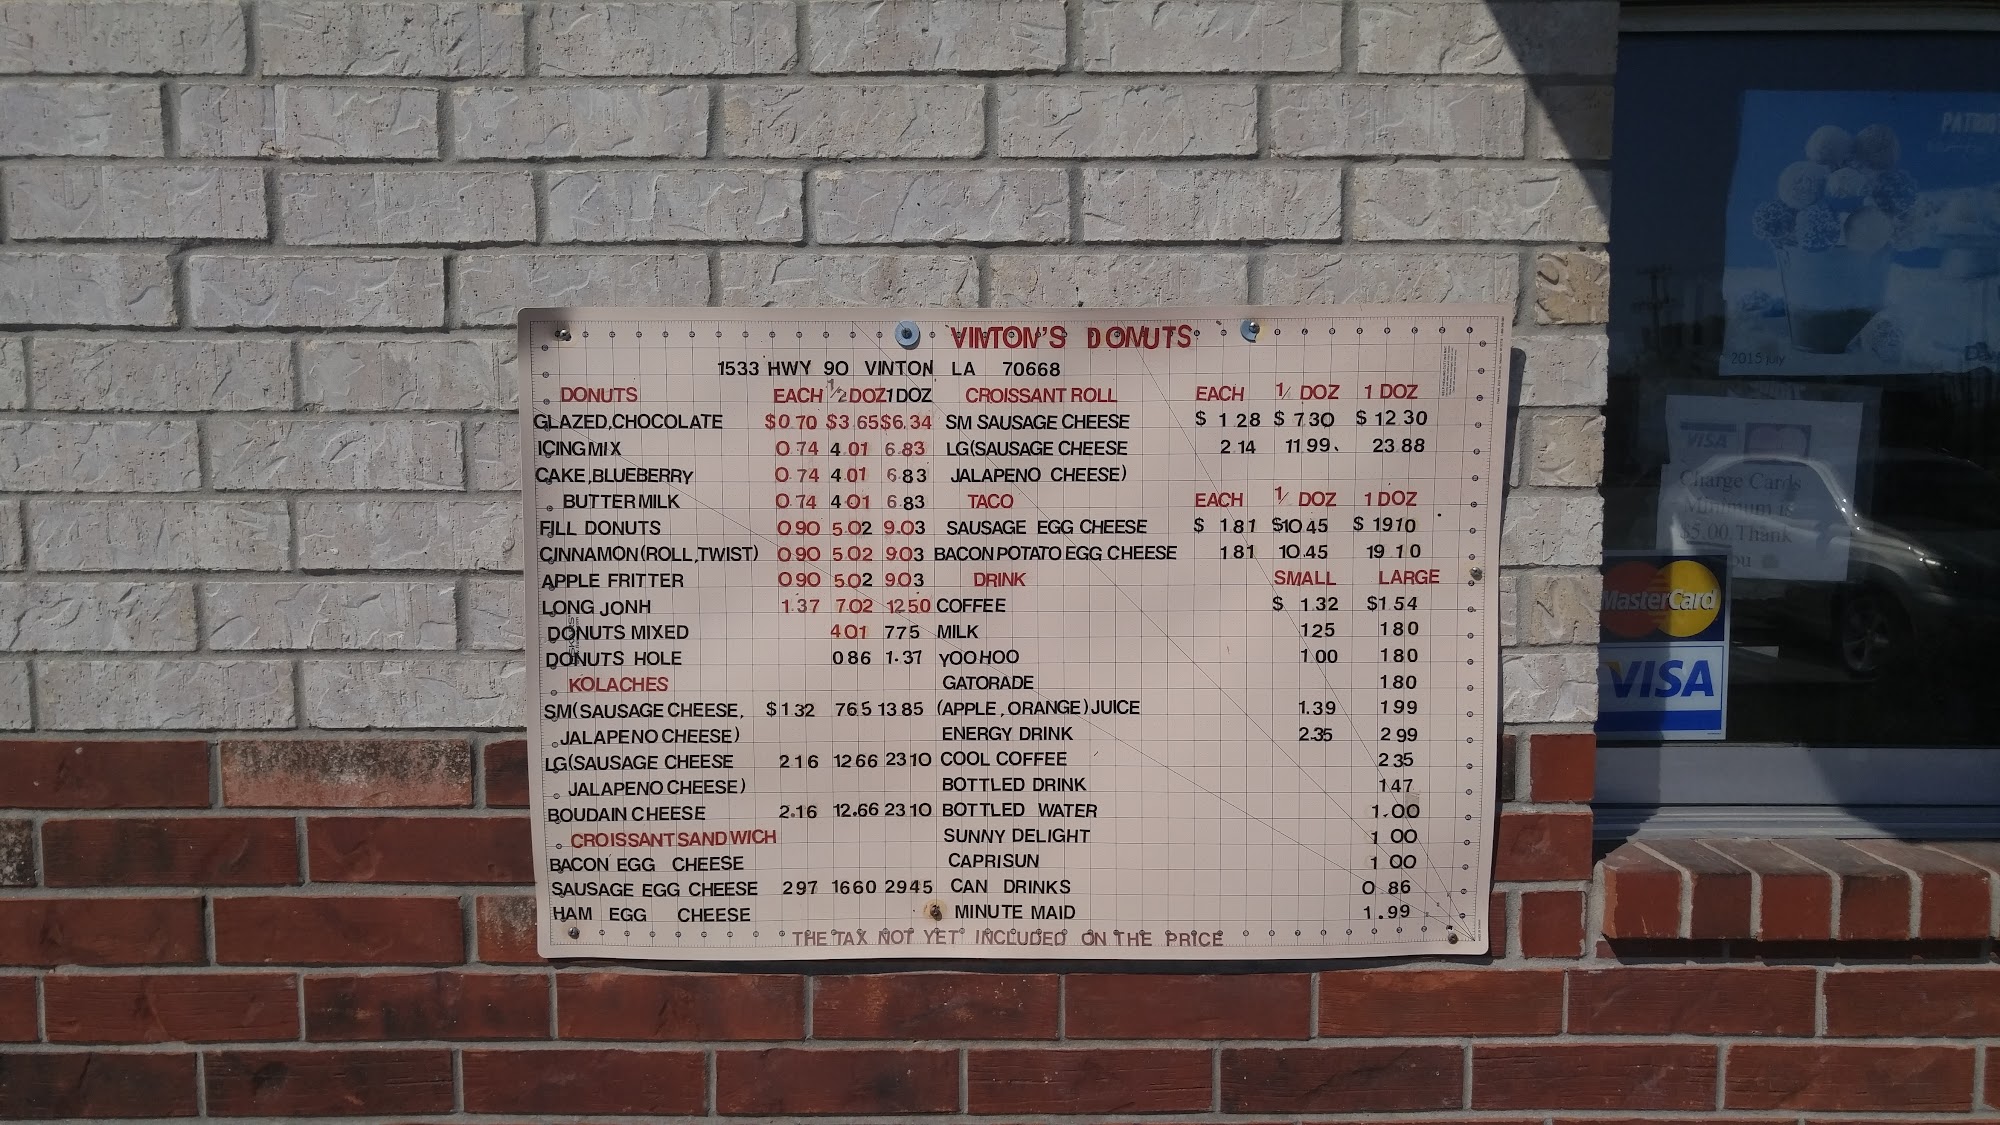 VINTON'S DONUTS
1533 HWY 90 VINTON LA 70668
DONUTS EACH 1/2 DOZ 1 DOZ
GLAZED,CHOCOLATE $0.70 $3.65 $6.34
ICING MIX 0.74 4.01 6.83
CAKE,BLUEBERRY 0.74 4.01 6.83
BUTTERMILK 0.74 4.01 6.83
FILL DONUTS 0.90 5.02 9.03
CINNAMON(ROLL,TWIST) 0.90 5.02 9.03
APPLE FRITTER 0.90 5.02 9.03
LONG JONH 1.37 7.02 12.50
DONUTS MIXED 4.01 7.75
DONUTS HOLE 0.86 1.37
KOLACHES
SM(SAUSAGE CHEESE, $1.32 7.65 13.85
JALAPENO CHEESE)
LG(SAUSAGE CHEESE 2.16 12.66 23.10
JALAPENO CHEESE)
BOUDAIN CHEESE 2.16 12.66 23.10
CROISSANT SANDWICH
BACON EGG CHEESE
SAUSAGE EGG CHEESE 2.97 16.60 29.45
HAM EGG CHEESE
CROISSANT ROLL EACH 1/ DOZ 1 DOZ
SM SAUSAGE CHEESE $ 1.28 $ 7.30 $ 12.30
LG(SAUSAGE CHEESE 2.14 11.99 23.88
JALAPENO CHEESE)
TACO EACH 1/ DOZ 1 DOZ
SAUSAGE EGG CHEESE $ 1.81 $10.45 $ 19.10
BACON POTATO EGG CHEESE 1.81 10.45 19.10
DRINK SMALL LARGE
COFFEE $ 1.32 $1.54
MILK 1.25 1.80
YOOHOO 1.00 1.80
GATORADE 1.80
(APPLE,ORANGE)JUICE 1.39 1.99
ENERGY DRINK 2.35 2.99
COOL COFFEE 2.35
BOTTLED DRINK 1.47
BOTTLED WATER 1.00
SUNNY DELIGHT 1.00
CAPRISUN 1.00
CAN DRINKS 0.86
MINUTE MAID 1.99
THE TAX NOT YET INCLUDED ON THE PRICE
2015 july
VISA
Charge Cards
Minimum is
$5.00.Thank
MasterCard
VISA